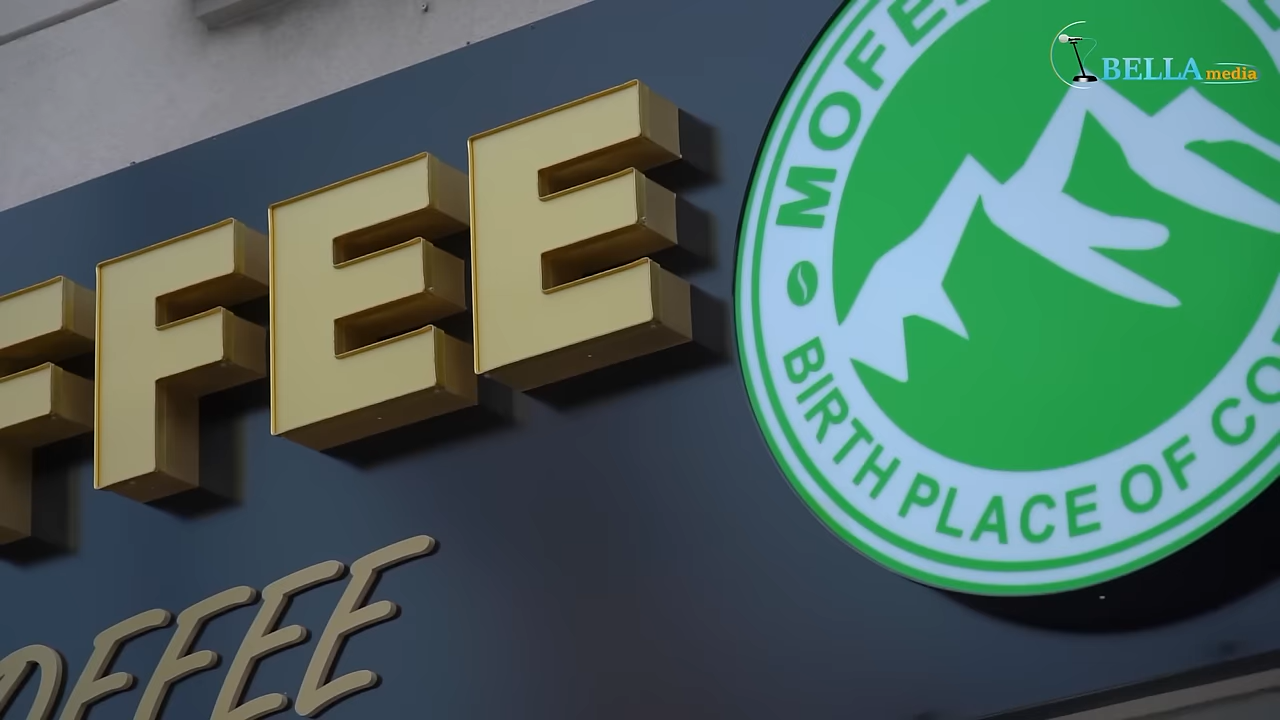 BELLA media
FFEE
MOFE
BIRTH PLACE OF CO
OFFEE